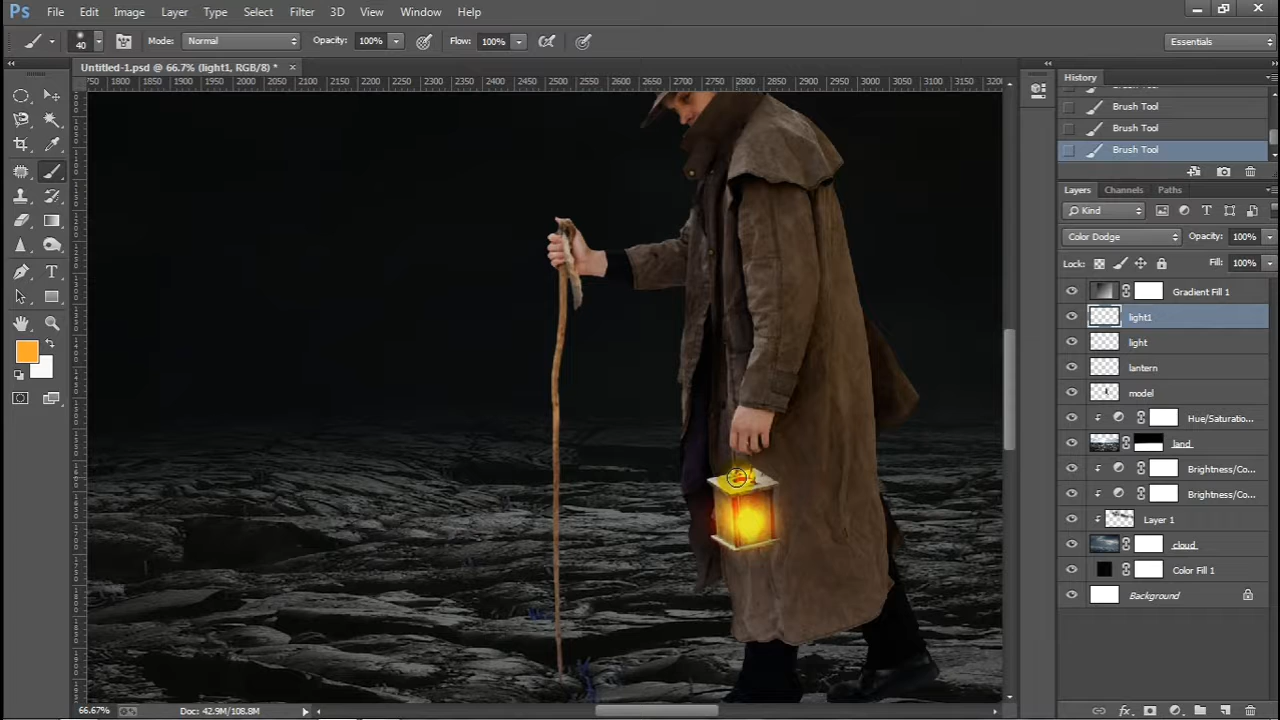 Ps File Edit Image Layer Type Select Filter 3D View Window Help
40 Mode: Normal Opacity: 100% Flow: 100% Essentials
Untitled-1.psd @ 66.7% (light1, RGB/8) * ×
750 1800 1850 1900 1950 2000 2050 2100 2150 2200 2250 2300 2350 2400 2450 2500 2550 2600 2650 2700 2750 2800 2850 2900 2950 3000 3050 3100 3150 3200
History
Brush Tool
Brush Tool
Brush Tool
Layers Channels Paths
Kind
Color Dodge Opacity: 100%
Lock: Fill: 100%
Gradient Fill 1
light1
light
lantern
model
Hue/Saturatio...
land
Brightness/Co...
Brightness/Co...
Layer 1
cloud
Color Fill 1
Background
66.67% Doc: 42.9M/108.8M
fx